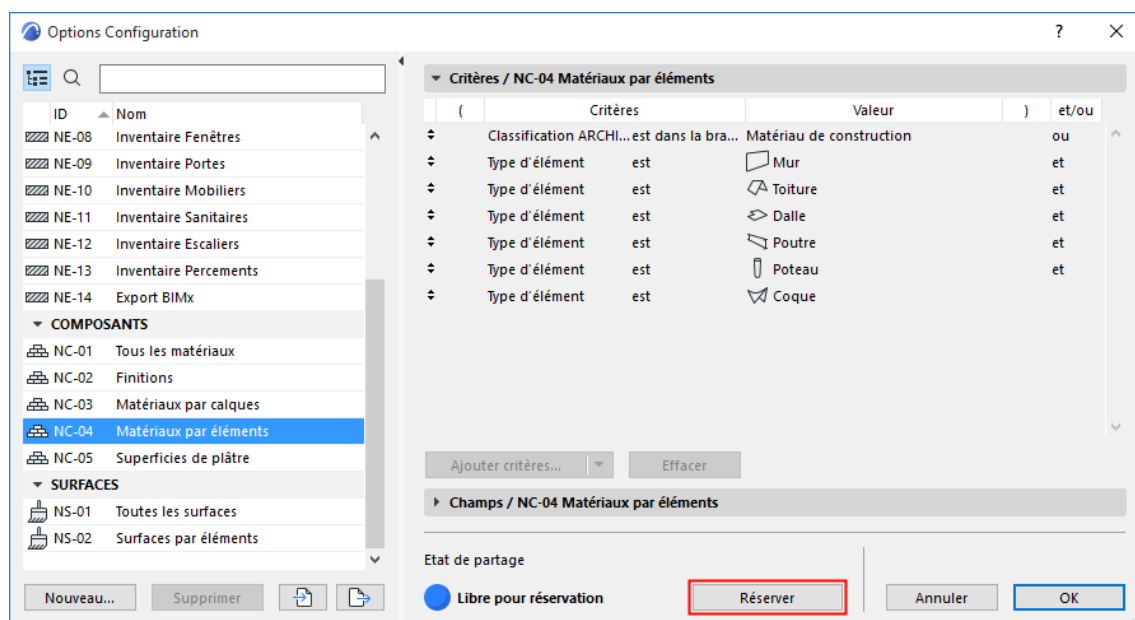 Options Configuration
?
ID Nom
NE-08 Inventaire Fenêtres
NE-09 Inventaire Portes
NE-10 Inventaire Mobiliers
NE-11 Inventaire Sanitaires
NE-12 Inventaire Escaliers
NE-13 Inventaire Percements
NE-14 Export BIMx
COMPOSANTS
NC-01 Tous les matériaux
NC-02 Finitions
NC-03 Matériaux par calques
NC-04 Matériaux par éléments
NC-05 Superficies de plâtre
SURFACES
NS-01 Toutes les surfaces
NS-02 Surfaces par éléments
Nouveau... Supprimer
Critères / NC-04 Matériaux par éléments
( Critères Valeur ) et/ou
Classification ARCHI... est dans la bra... Matériau de construction ou
Type d'élément est Mur et
Type d'élément est Toiture et
Type d'élément est Dalle et
Type d'élément est Poutre et
Type d'élément est Poteau et
Type d'élément est Coque
Ajouter critères... Effacer
Champs / NC-04 Matériaux par éléments
Etat de partage
Libre pour réservation Réserver
Annuler OK